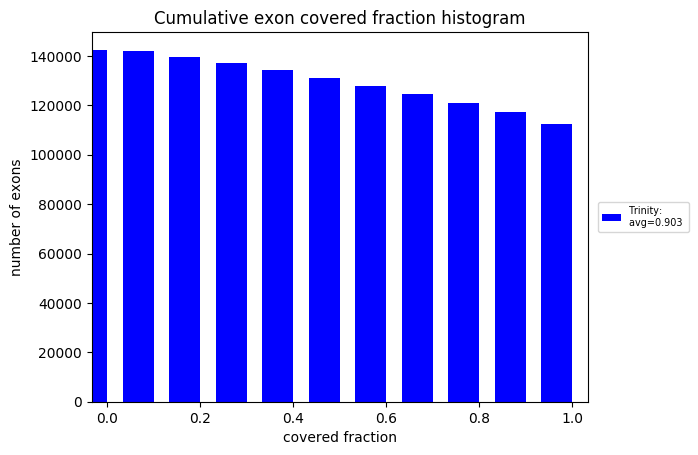 Cumulative exon covered fraction histogram
number of exons
140000
120000
100000
80000
60000
40000
20000
0
0.0 0.2 0.4 0.6 0.8 1.0
covered fraction
Trinity:
avg=0.903